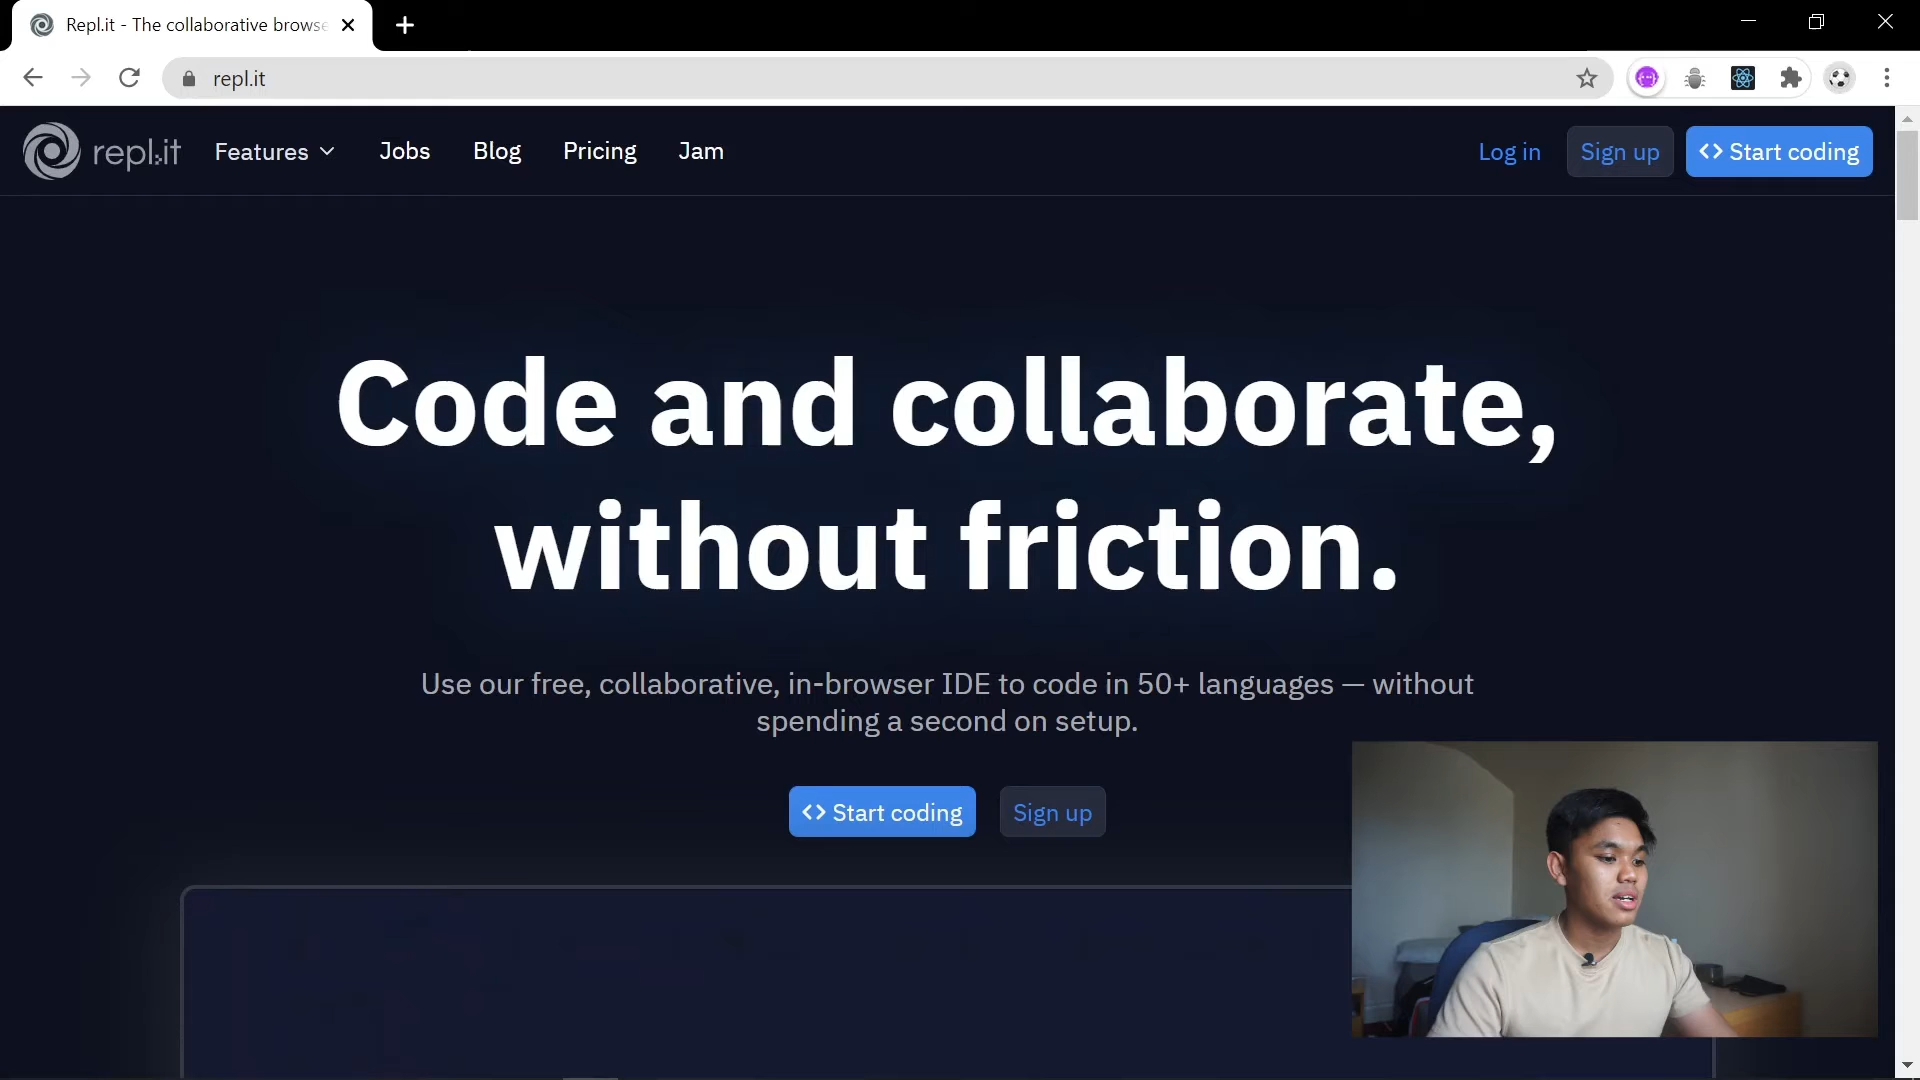 Repl.it - The collaborative browse
repl.it
repl.it
Features
Jobs
Blog
Pricing
Jam
Log in
Sign up
<> Start coding
Code and collaborate,
without friction.
Use our free, collaborative, in-browser IDE to code in 50+ languages — without
spending a second on setup.
<> Start coding
Sign up